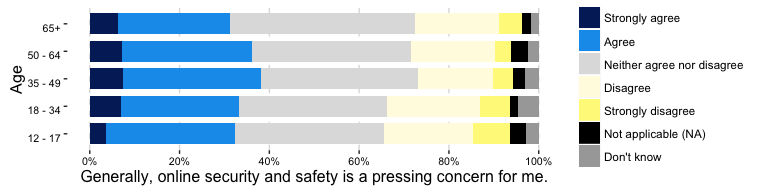 Age
65+
50 - 64
35 - 49
18 - 34
12 - 17
0%
20%
40%
60%
80%
100%
Generally, online security and safety is a pressing concern for me.
Strongly agree
Agree
Neither agree nor disagree
Disagree
Strongly disagree
Not applicable (NA)
Don't know